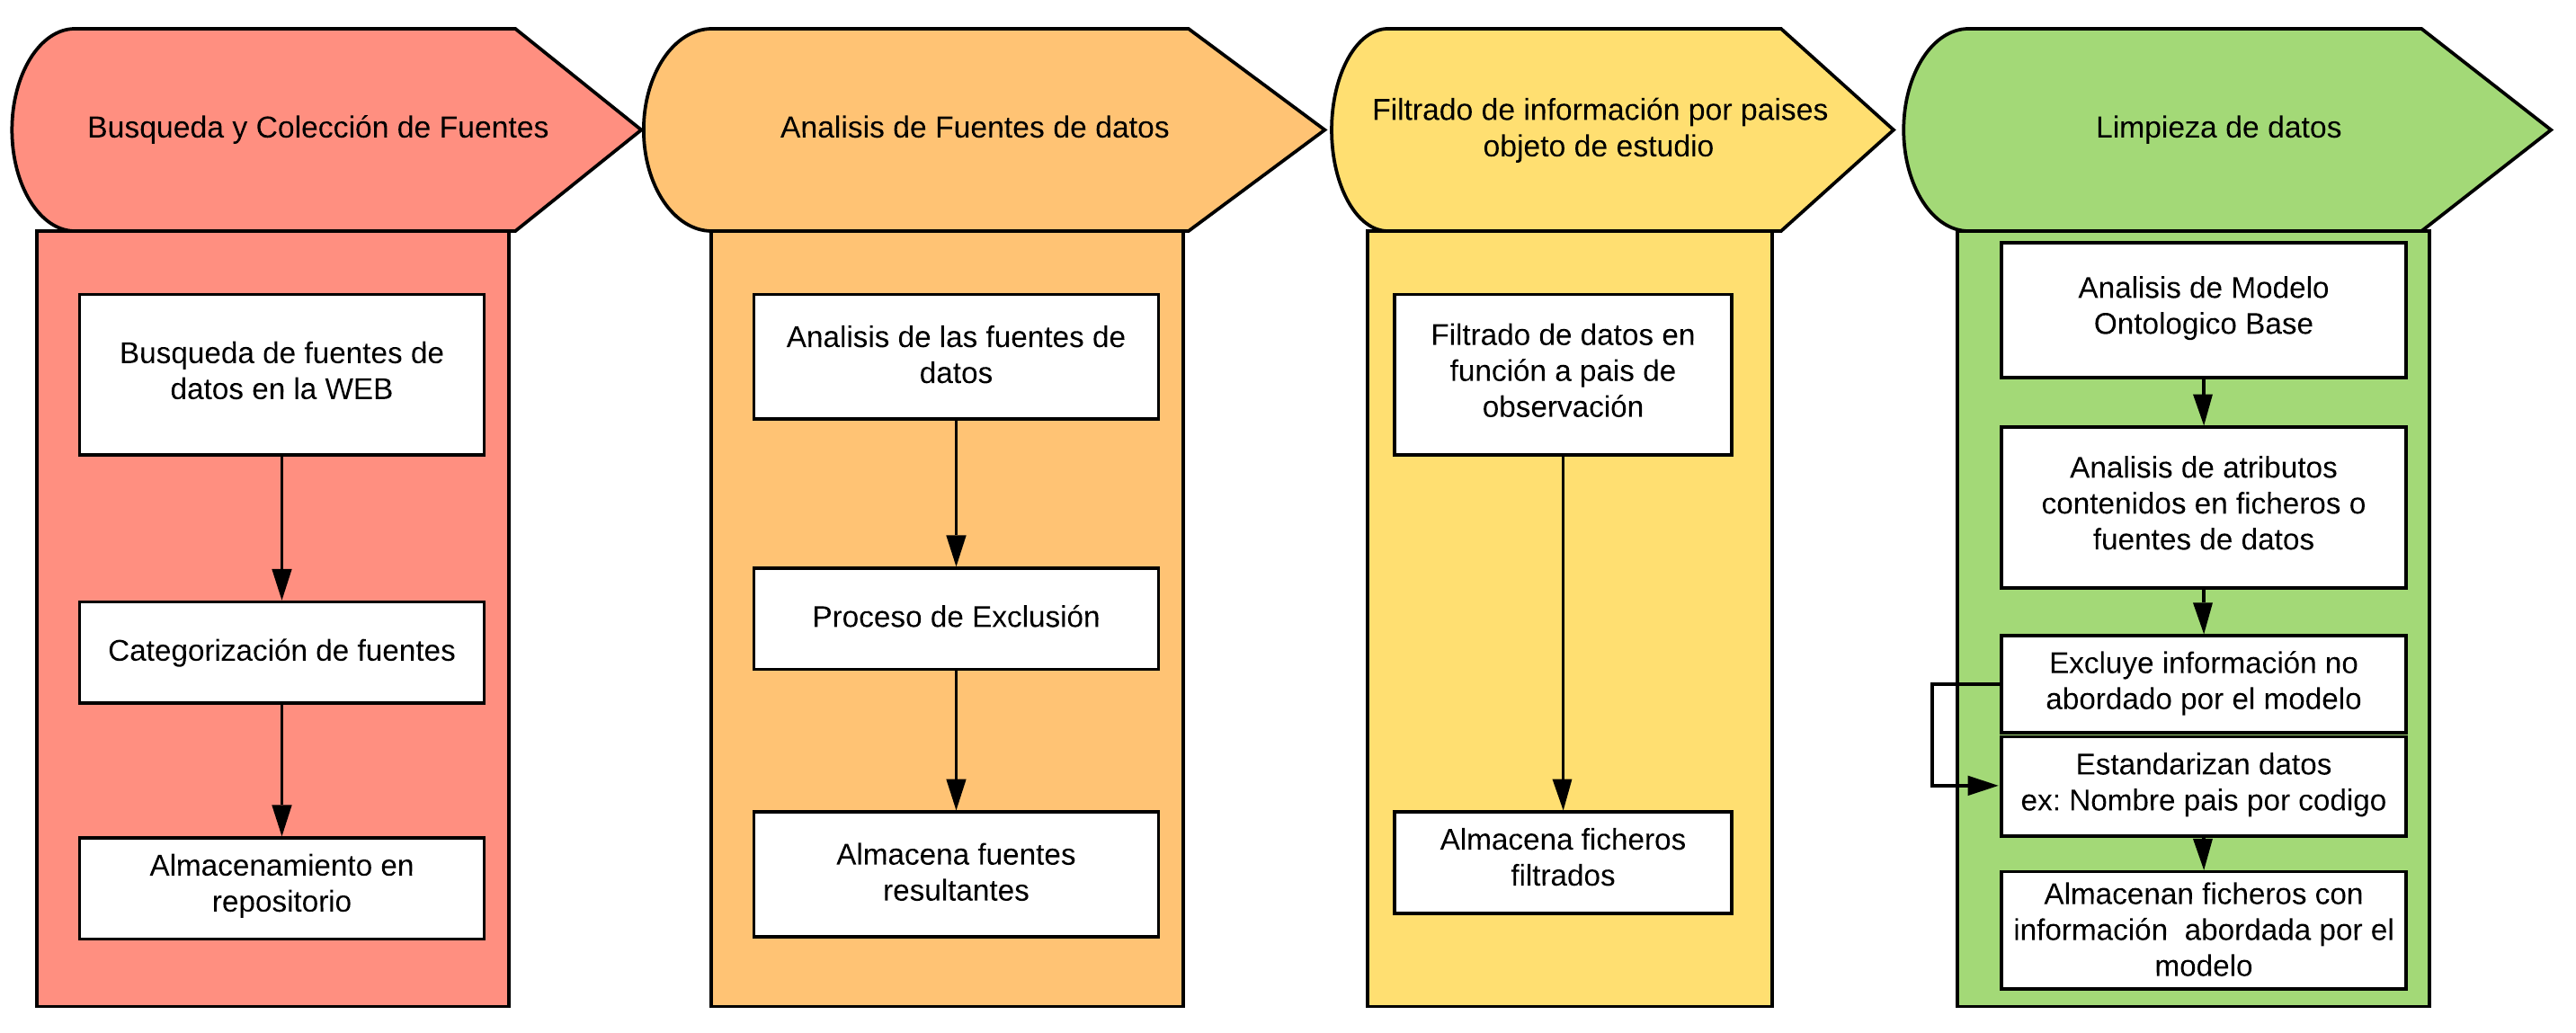 Busqueda y Colección de Fuentes
Busqueda de fuentes de
datos en la WEB
Categorización de fuentes
Almacenamiento en
repositorio
Analisis de Fuentes de datos
Analisis de las fuentes de
datos
Proceso de Exclusión
Almacena fuentes
resultantes
Filtrado de información por paises
objeto de estudio
Filtrado de datos en
función a pais de
observación
Almacena ficheros
filtrados
Limpieza de datos
Analisis de Modelo
Ontologico Base
Analisis de atributos
contenidos en ficheros o
fuentes de datos
Excluye información no
abordado por el modelo
Estandarizan datos
ex: Nombre pais por codigo
Almacenan ficheros con
información  abordada por el
modelo